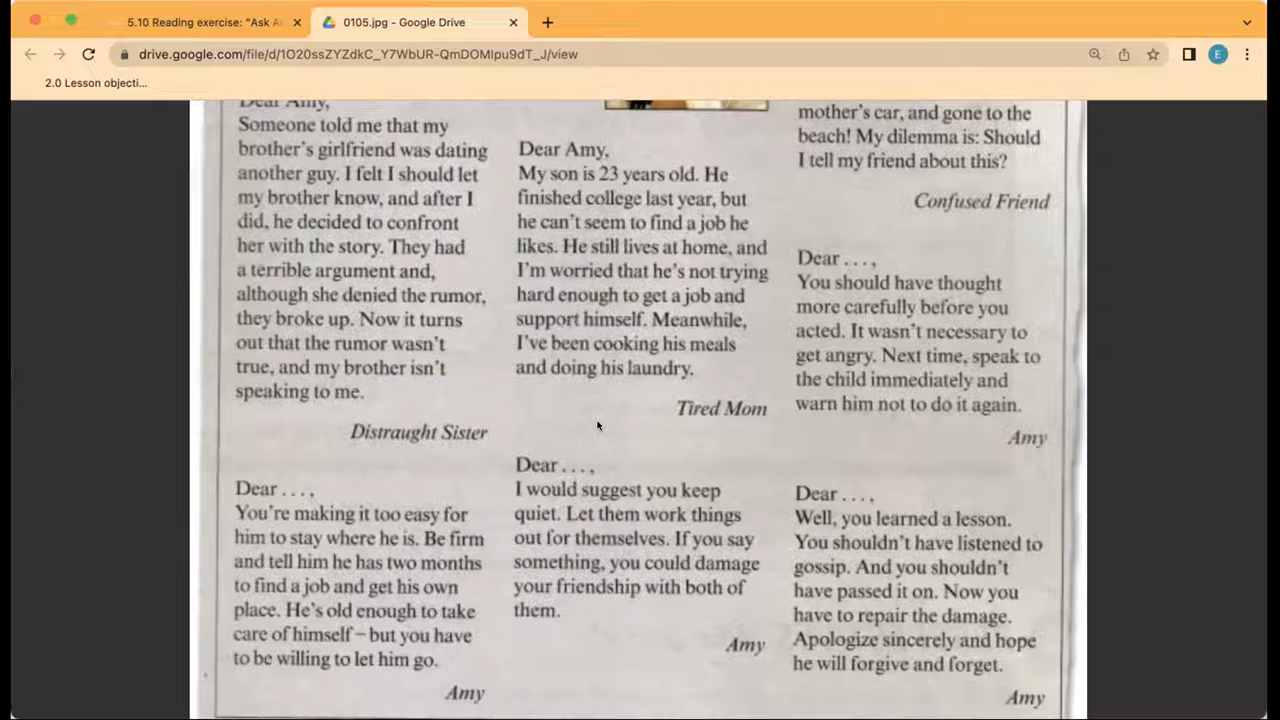 5.10 Reading exercise: "Ask A
0105.jpg - Google Drive
drive.google.com/file/d/1O20ssZYZdkC_Y7WbUR-QmDOMIpu9dT_J/view
E
2.0 Lesson objecti...
Dear Amy,
Someone told me that my
brother's girlfriend was dating
another guy. I felt I should let
my brother know, and after I
did, he decided to confront
her with the story. They had
a terrible argument and,
although she denied the rumor,
they broke up. Now it turns
out that the rumor wasn't
true, and my brother isn't
speaking to me.
Distraught Sister
Dear . . . ,
You're making it too easy for
him to stay where he is. Be firm
and tell him he has two months
to find a job and get his own
place. He's old enough to take
care of himself – but you have
to be willing to let him go.
Amy
Dear Amy,
My son is 23 years old. He
finished college last year, but
he can't seem to find a job he
likes. He still lives at home, and
I'm worried that he's not trying
hard enough to get a job and
support himself. Meanwhile,
I've been cooking his meals
and doing his laundry.
Tired Mom
Dear . . . ,
I would suggest you keep
quiet. Let them work things
out for themselves. If you say
something, you could damage
your friendship with both of
them.
Amy
mother's car, and gone to the
beach! My dilemma is: Should
I tell my friend about this?
Confused Friend
Dear . . . ,
You should have thought
more carefully before you
acted. It wasn't necessary to
get angry. Next time, speak to
the child immediately and
warn him not to do it again.
Amy
Dear . . . ,
Well, you learned a lesson.
You shouldn't have listened to
gossip. And you shouldn't
have passed it on. Now you
have to repair the damage.
Apologize sincerely and hope
he will forgive and forget.
Amy